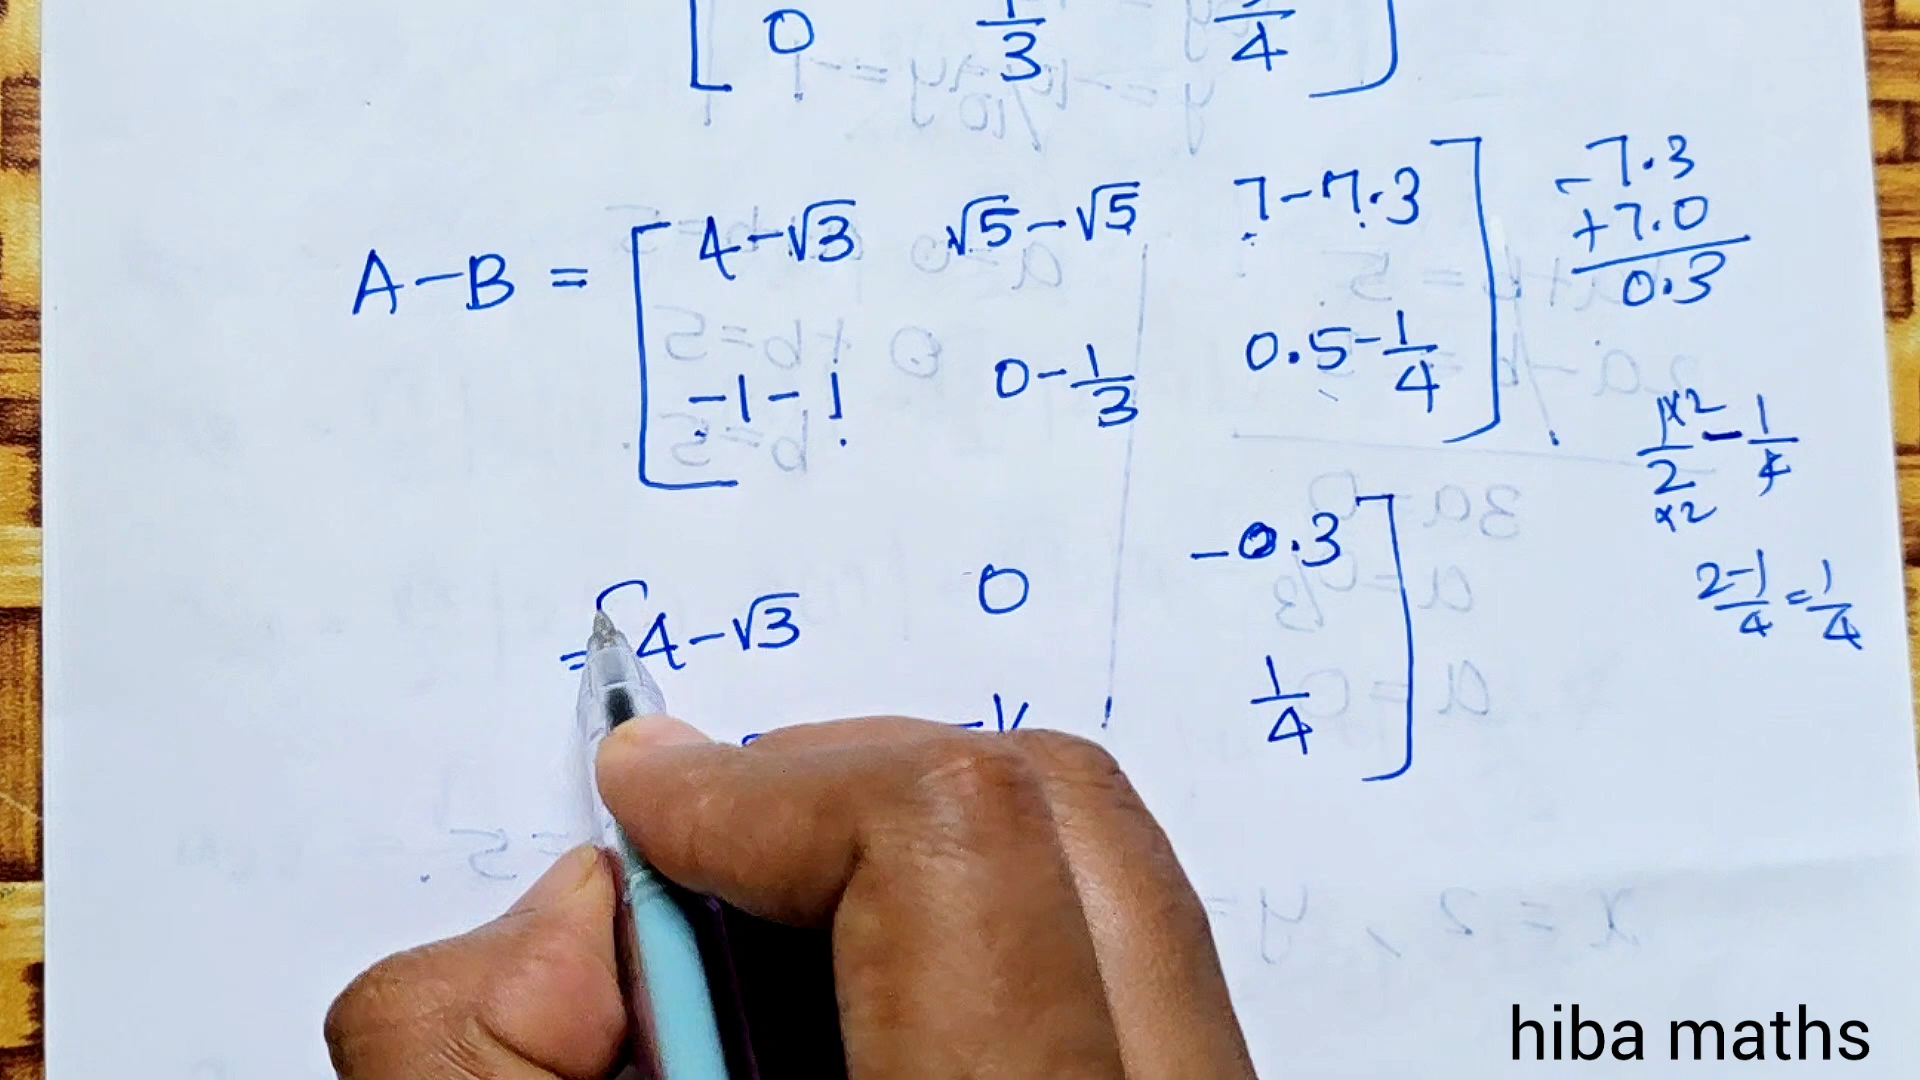 0 1/3 3/4
A-B = [ 4-√3 √5-√5 7-7.3 ]
-1-1 0-1/3 0.5-1/4
-7.3
+7.0
0.3
1×2/2×2 - 1/4
2-1/4 = 1/4
= [ 4-√3 0 -0.3 ]
1/4
hiba maths